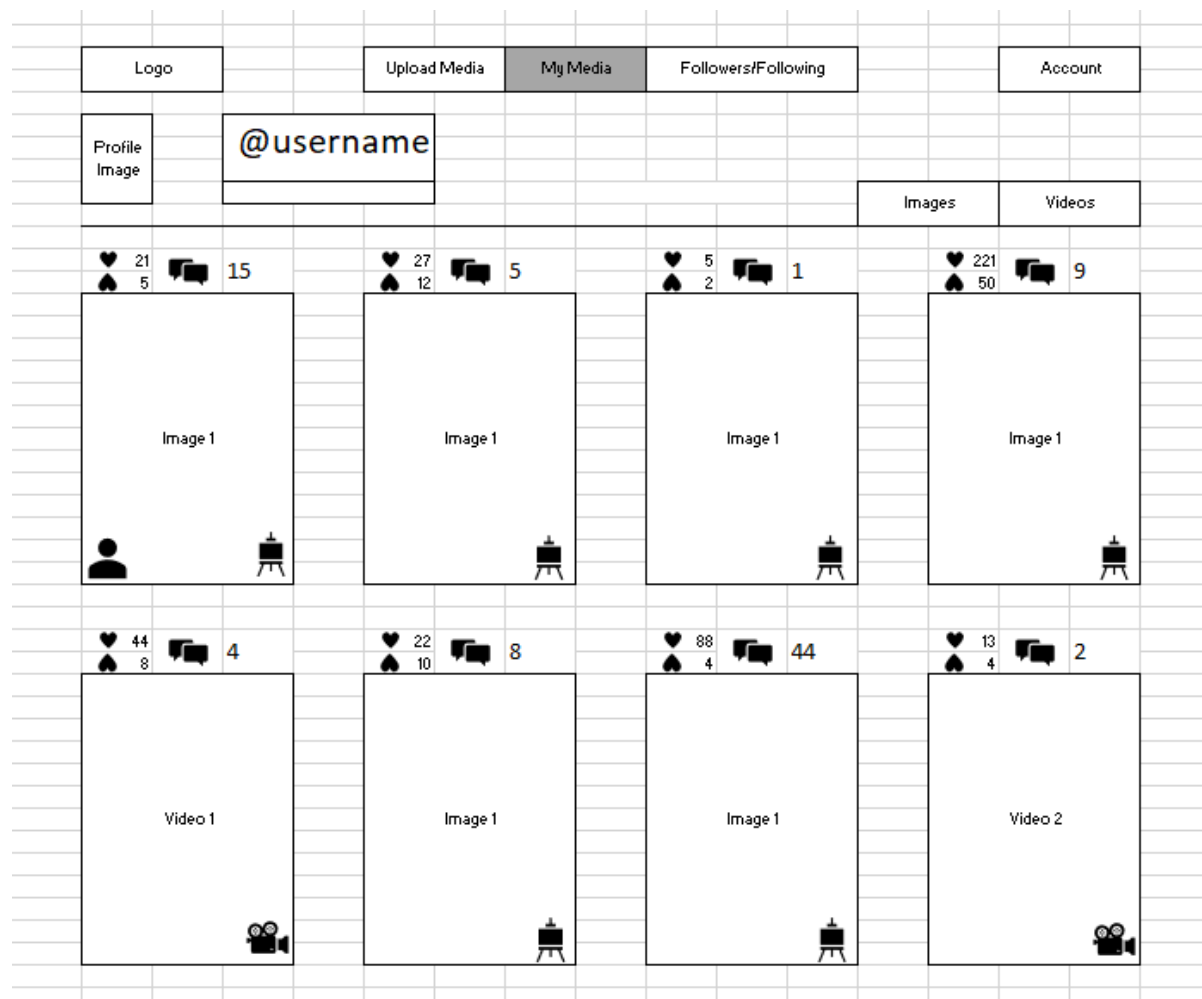 Logo Upload Media My Media Followers/Following Account
@username
Profile
Image
Images Videos
21 15 27 5 5 1 221 9
5 12 2 50
Image 1 Image 1 Image 1 Image 1
44 4 22 8 88 44 13 2
8 10 4 4
Video 1 Image 1 Image 1 Video 2